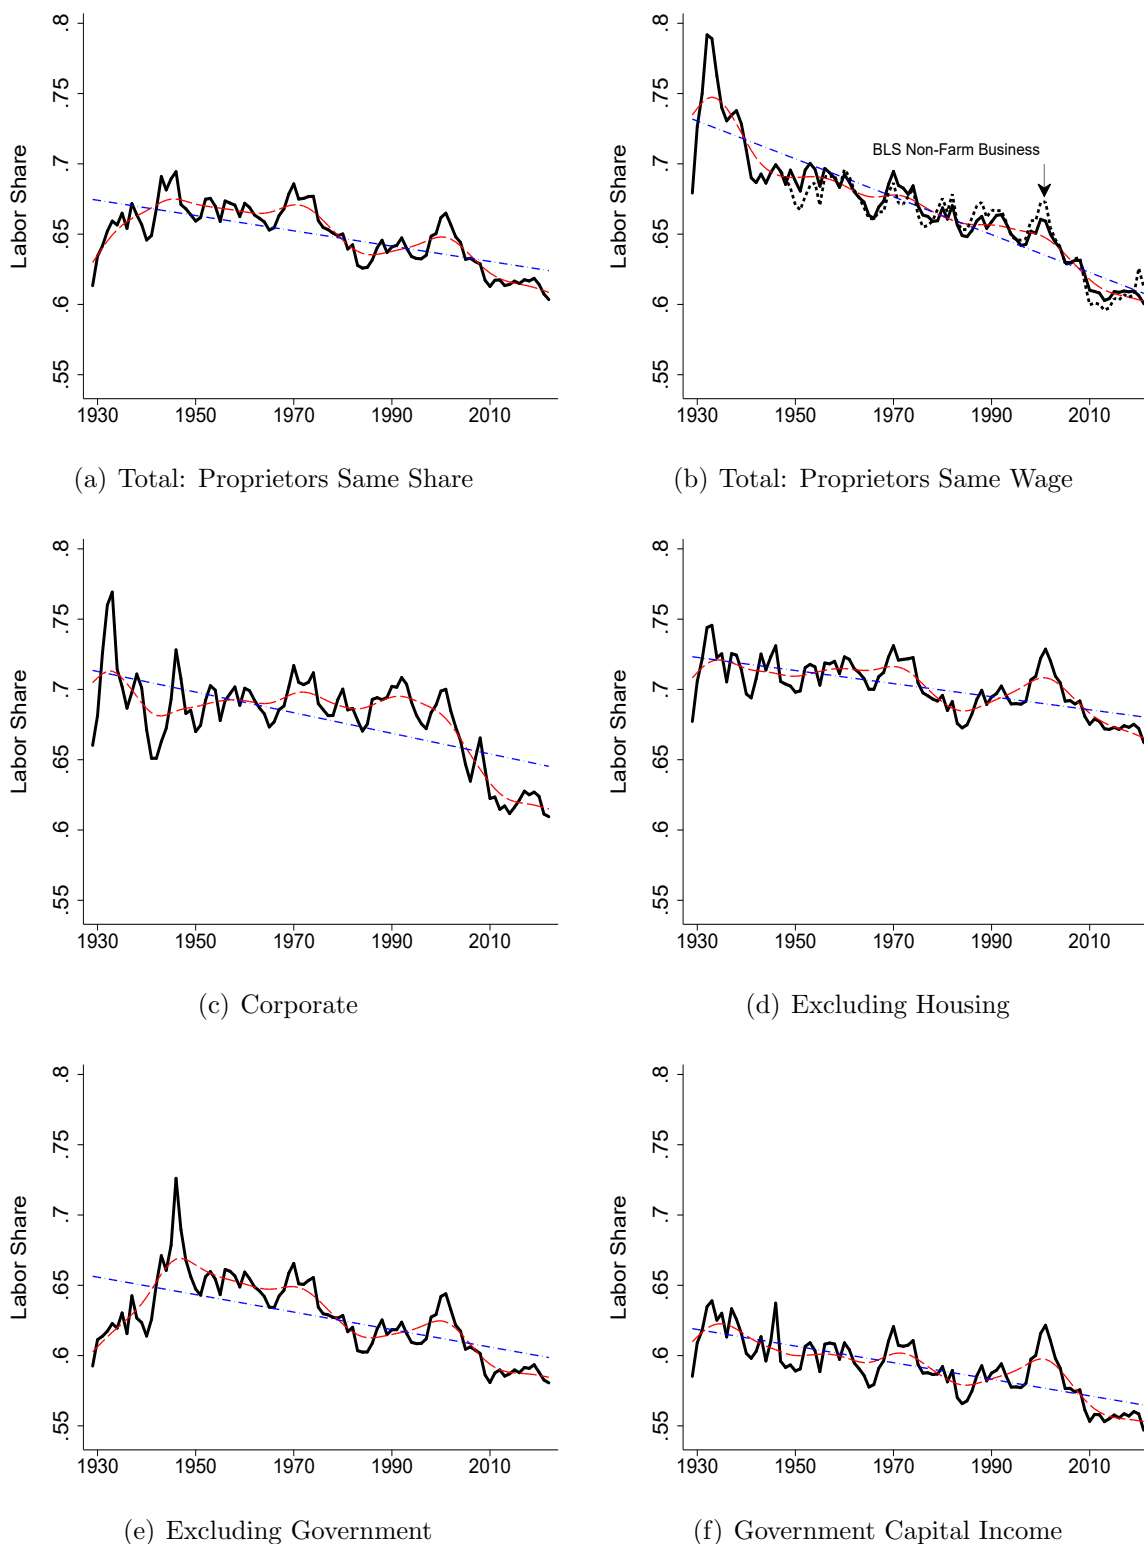 .8
.75
.7
.65
.6
.55
Labor Share
1930 1950 1970 1990 2010
(a) Total: Proprietors Same Share
.8
.75
.7
.65
.6
.55
Labor Share
BLS Non-Farm Business
1930 1950 1970 1990 2010
(b) Total: Proprietors Same Wage
.8
.75
.7
.65
.6
.55
Labor Share
1930 1950 1970 1990 2010
(c) Corporate
.8
.75
.7
.65
.6
.55
Labor Share
1930 1950 1970 1990 2010
(d) Excluding Housing
.8
.75
.7
.65
.6
.55
Labor Share
1930 1950 1970 1990 2010
(e) Excluding Government
.8
.75
.7
.65
.6
.55
Labor Share
1930 1950 1970 1990 2010
(f) Government Capital Income